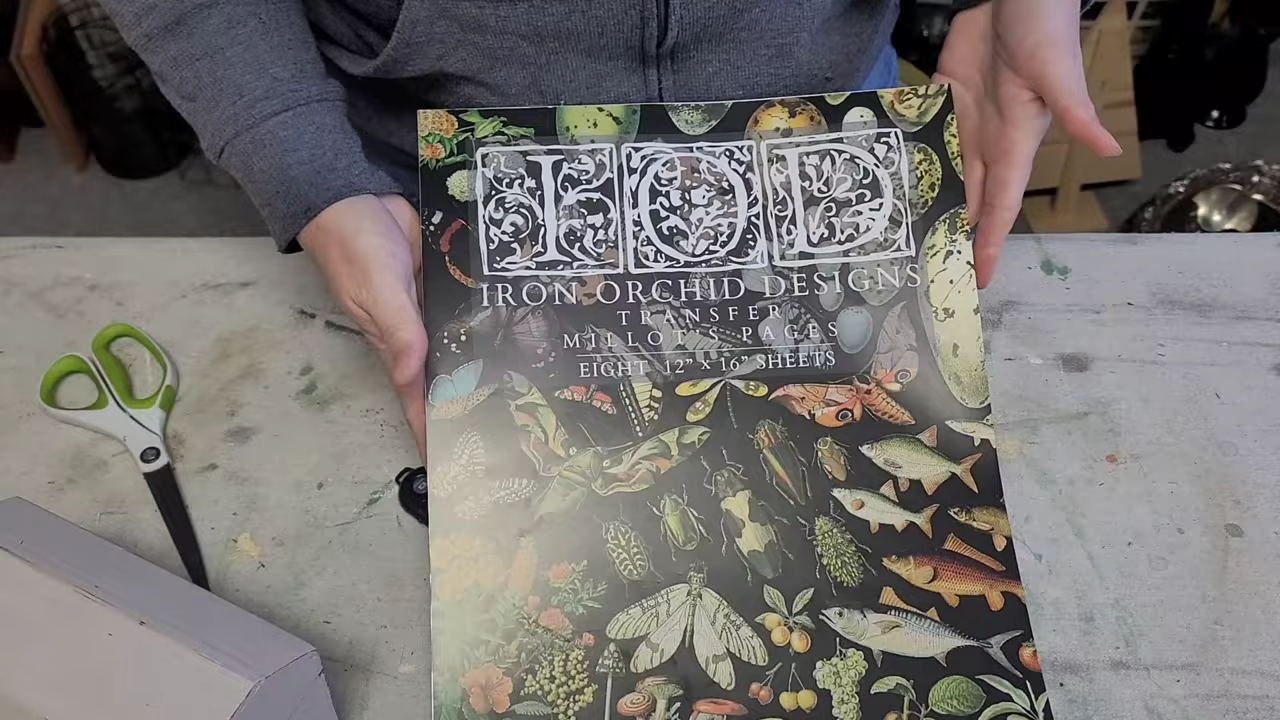 IOD
IRON ORCHID DESIGNS
TRANSFER
MILLOT'S PAGES
EIGHT 12" x 16" SHEETS